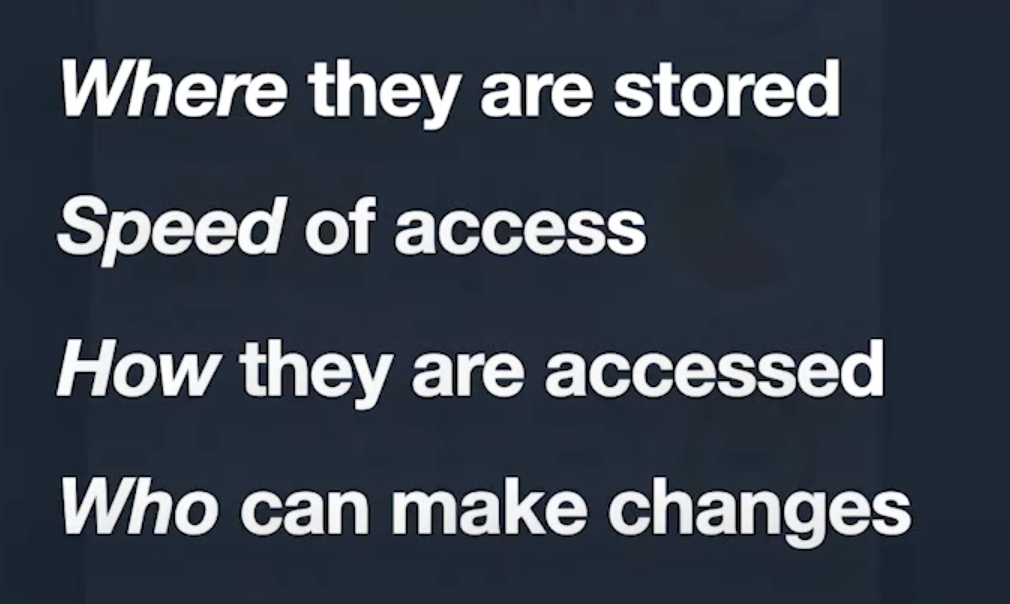 Where they are stored
Speed of access
How they are accessed
Who can make changes